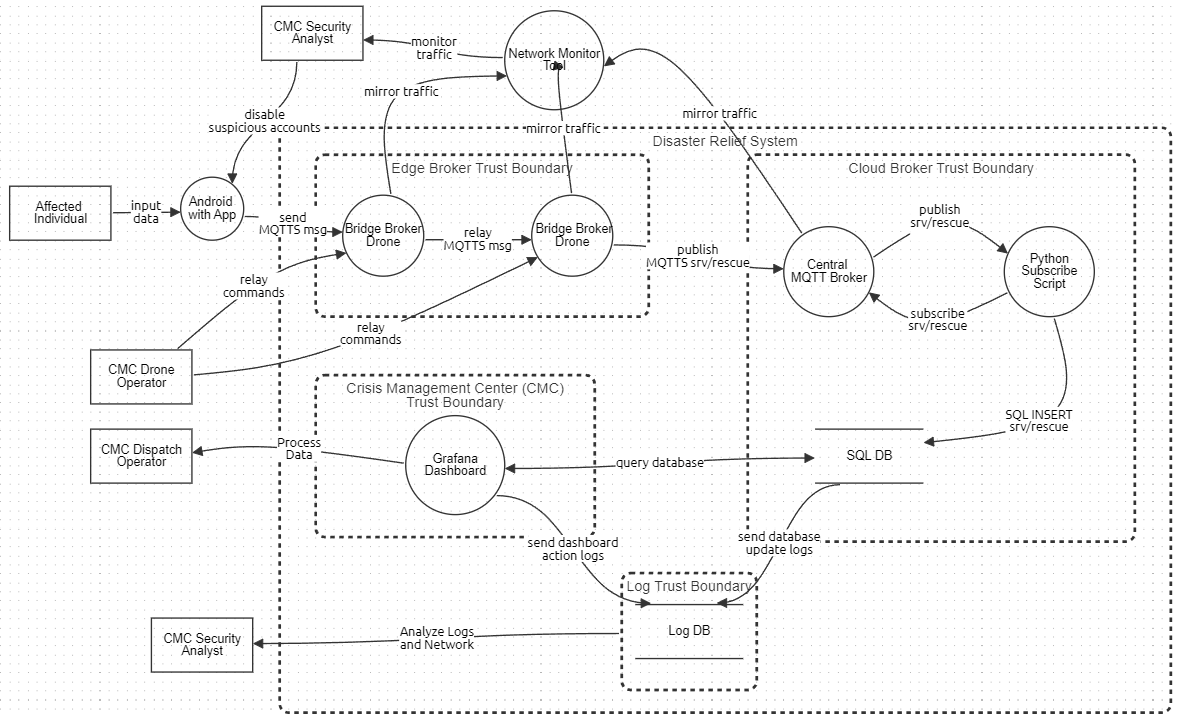 CMC Security
Analyst
monitor
traffic
Network Monitor
Tool
mirror traffic
mirror traffic
mirror traffic
disable
suspicious accounts
Disaster Relief System
Edge Broker Trust Boundary
Cloud Broker Trust Boundary
Affected
Individual
input
data
Android
with App
send
MQTTS msg
Bridge Broker
Drone
relay
MQTTS msg
Bridge Broker
Drone
publish
MQTTS srv/rescue
Central
MQTT Broker
publish
srv/rescue
Python
Subscribe
Script
subscribe
srv/rescue
relay
commands
relay
commands
CMC Drone
Operator
Crisis Management Center (CMC)
Trust Boundary
SQL INSERT
srv/rescue
CMC Dispatch
Operator
Process
Data
Grafana
Dashboard
query database
SQL DB
send dashboard
action logs
send database
update logs
Log Trust Boundary
Log DB
Analyze Logs
and Network
CMC Security
Analyst